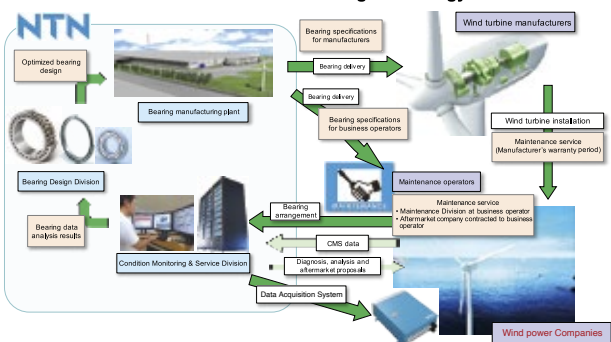 NTN
Optimized bearing
design
Bearing manufacturing plant
Bearing Design Division
Bearing data
analysis results
Condition Monitoring & Service Division
Bearing specifications
for manufacturers
Bearing delivery
Bearing delivery
Bearing specifications
for business operators
Wind turbine manufacturers
Wind turbine installation
Maintenance service
(Manufacturer's warranty period)
MAINTENANCE
Maintenance operators
Maintenance service
• Maintenance Division at business operator
• Aftermarket company contracted to business
operator
Bearing
arrangement
CMS data
Diagnosis, analysis and
aftermarket proposals
Data Acquisition System
Wind power Companies